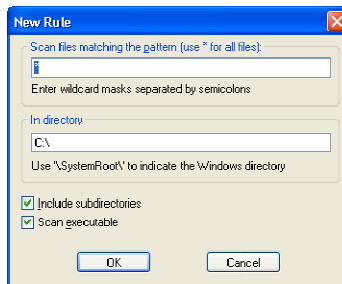 New Rule
Scan files matching the pattern (use * for all files):
*
Enter wildcard masks separated by semicolons
In directory
C:\
Use '\SystemRoot\' to indicate the Windows directory
Include subdirectories
Scan executable
OK Cancel